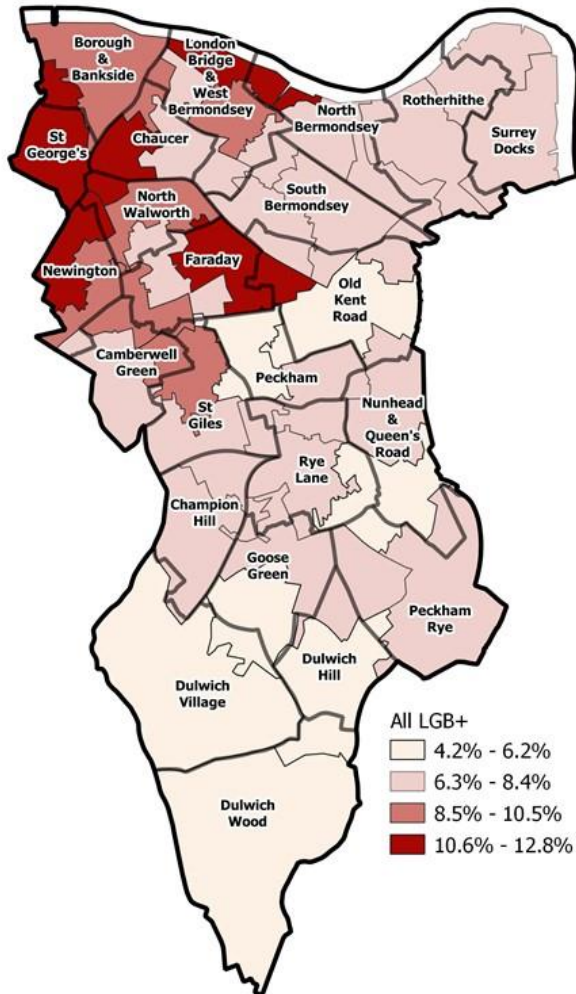 Borough
&
Bankside
London
Bridge
&
West
Bermondsey
North
Bermondsey
Rotherhithe
Surrey
Docks
St
George's
Chaucer
North
Walworth
South
Bermondsey
Newington
Faraday
Old
Kent
Road
Camberwell
Green
Peckham
St
Giles
Nunhead
&
Queen's
Road
Rye
Lane
Champion
Hill
Goose
Green
Peckham
Rye
Dulwich
Village
Dulwich
Hill
Dulwich
Wood
All LGB+
4.2% - 6.2%
6.3% - 8.4%
8.5% - 10.5%
10.6% - 12.8%